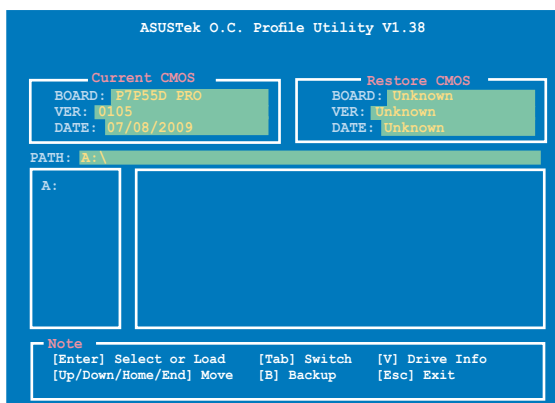 ASUSTek O.C. Profile Utility V1.38
Current CMOS
BOARD: P7P55D PRO
VER: 0105
DATE: 07/08/2009
Restore CMOS
BOARD: Unknown
VER: Unknown
DATE: Unknown
PATH: A:\
A:
Note
[Enter] Select or Load [Tab] Switch [V] Drive Info
[Up/Down/Home/End] Move [B] Backup [Esc] Exit